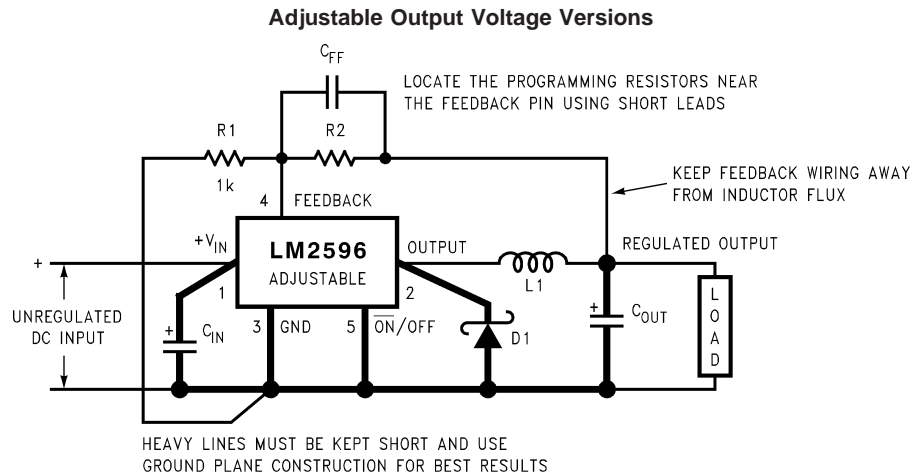 Adjustable Output Voltage Versions
CFF
LOCATE THE PROGRAMMING RESISTORS NEAR
THE FEEDBACK PIN USING SHORT LEADS
R1
R2
1k
KEEP FEEDBACK WIRING AWAY
FROM INDUCTOR FLUX
4
FEEDBACK
+VIN
LM2596
ADJUSTABLE
OUTPUT
REGULATED OUTPUT
+
1
2
L1
UNREGULATED
DC INPUT
+
CIN
3
GND
5
ON/OFF
D1
+
COUT
LOAD
HEAVY LINES MUST BE KEPT SHORT AND USE
GROUND PLANE CONSTRUCTION FOR BEST RESULTS